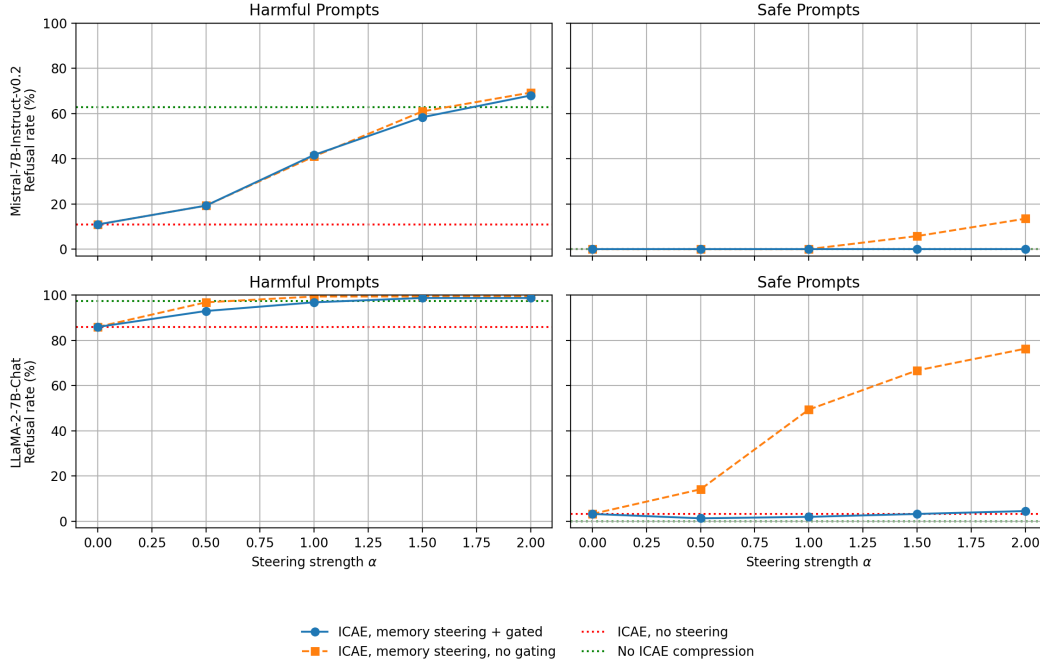 Harmful Prompts
Safe Prompts
Mistral-7B-Instruct-v0.2
Refusal rate (%)
100
80
60
40
20
0
Harmful Prompts
Safe Prompts
LLaMA-2-7B-Chat
Refusal rate (%)
100
80
60
40
20
0
0.00 0.25 0.50 0.75 1.00 1.25 1.50 1.75 2.00
0.00 0.25 0.50 0.75 1.00 1.25 1.50 1.75 2.00
Steering strength α
Steering strength α
ICAE, memory steering + gated
ICAE, memory steering, no gating
ICAE, no steering
No ICAE compression